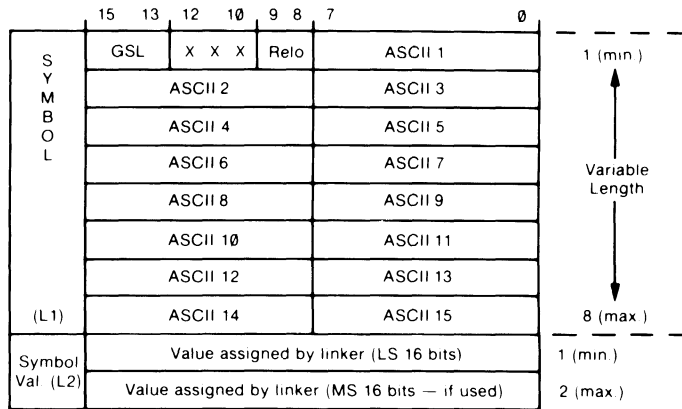 15 13 12 10 9 8 7 0
GSL X X X Relo ASCII 1 1 (min.)
SYMBOL
ASCII 2 ASCII 3
ASCII 4 ASCII 5
ASCII 6 ASCII 7
Variable
Length
ASCII 8 ASCII 9
ASCII 10 ASCII 11
ASCII 12 ASCII 13
(L1) ASCII 14 ASCII 15 8 (max.)
Symbol
Val. (L2)
Value assigned by linker (LS 16 bits) 1 (min.)
Value assigned by linker (MS 16 bits — if used) 2 (max.)